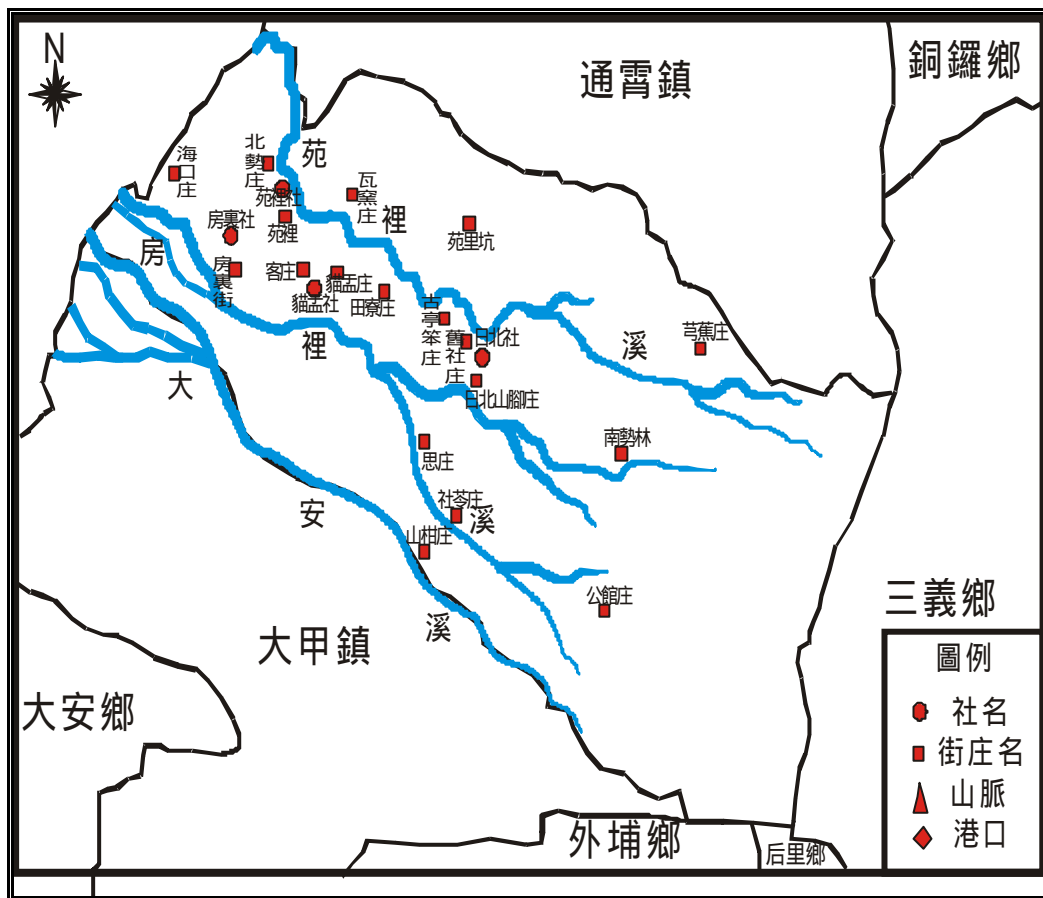 N
銅鑼鄉
通霄鎮
北勢庄
苑
海口庄
瓦窯庄
苑裡社
裡
房裏社
苑裡
苑里坑
房
房裏街
客庄
貓盂庄
貓盂社
田寮庄
古亭笨庄
舊社庄
日北社
裡
溪
芎蕉庄
大
日北山腳庄
南勢林
思庄
社苓庄
安
溪
山柑庄
公館庄
三義鄉
溪
大甲鎮
大安鄉
外埔鄉
后里鄉
圖例
社名
街庄名
山脈
港口